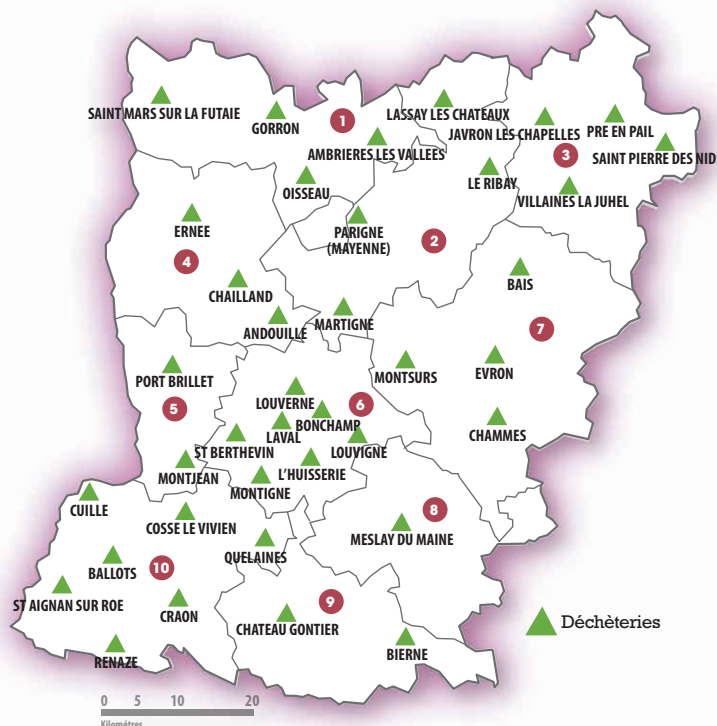 SAINT MARS SUR LA FUTAIE
GORRON
1
LASSAY LES CHATEAUX
JAVRON LES CHAPELLES
PRE EN PAIL
AMBRIERES LES VALLEES
3
SAINT PIERRE DES NIDS
OISSEAU
LE RIBAY
VILLAINES LA JUHEL
ERNEE
PARIGNE
(MAYENNE)
2
4
CHAILLAND
BAIS
ANDOUILLE
MARTIGNE
7
PORT BRILLET
MONTSURS
EVRON
5
LOUVERNE
6
BONCHAMP
LAVAL
CHAMMES
ST BERTHEVIN
LOUVIGNE
MONTJEAN
L'HUISSERIE
MONTIGNE
CUILLE
COSSE LE VIVIEN
8
MESLAY DU MAINE
QUELAINES
BALLOTS
10
ST AIGNAN SUR ROE
CRAON
9
CHATEAU GONTIER
Déchèteries
RENAZE
BIERNE
0 5 10 20
Kilométres